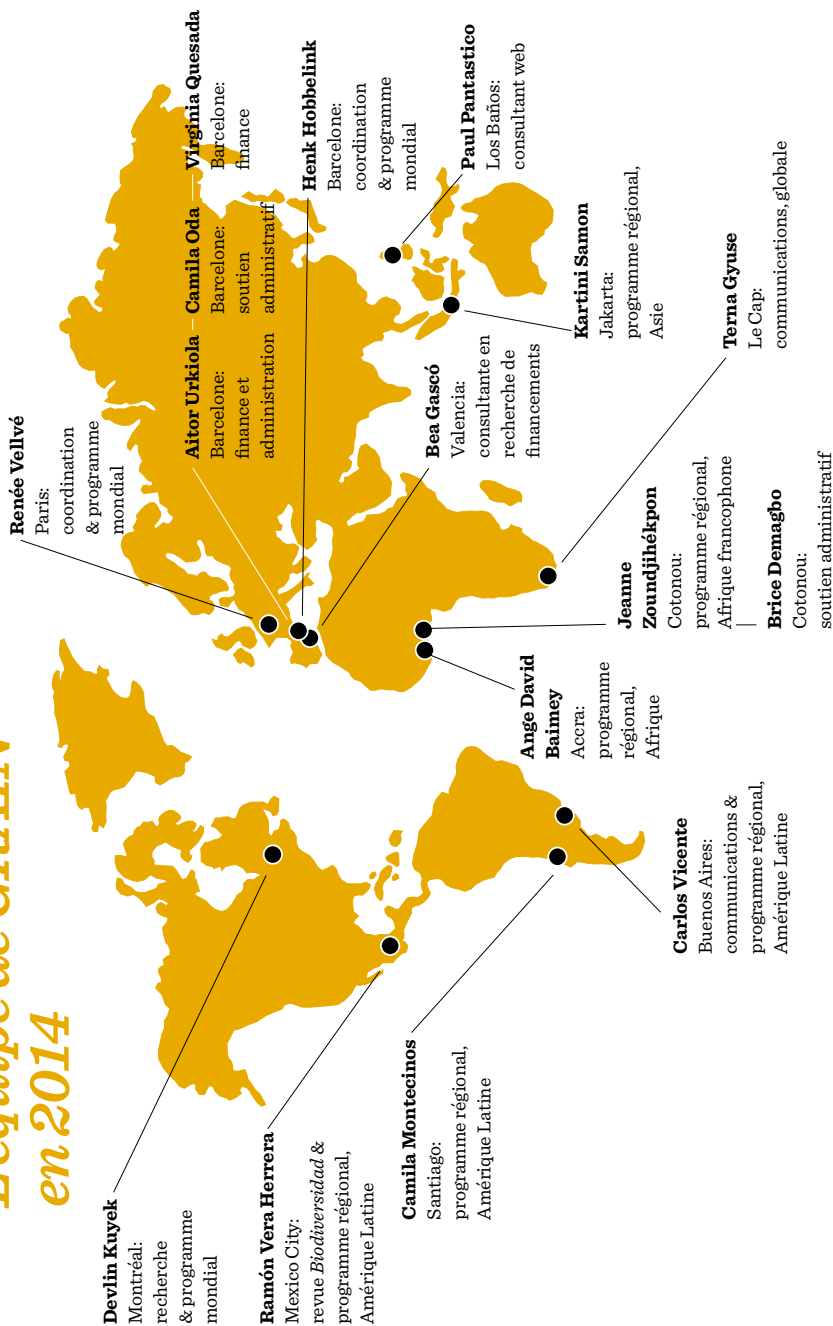 L'équipe de GRAIN
en 2014
Devlin Kuyek
Montréal:
recherche
& programme
mondial
Ramón Vera Herrera
Mexico City:
revue Biodiversidad &
programme régional,
Amérique Latine
Camila Montecinos
Santiago:
programme régional,
Amérique Latine
Carlos Vicente
Buenos Aires:
communications &
programme régional,
Amérique Latine
Renée Vellvé
Paris:
coordination
& programme
mondial
Aitor Urkiola
Barcelone:
finance et
administration
Camila Oda
Barcelone:
soutien
administratif
Virginia Quesada
Barcelone:
finance
Henk Hobbelink
Barcelone:
coordination
& programme
mondial
Bea Gascó
Valencia:
consultante en
recherche de
financements
Ange David
Baimey
Accra:
programme
régional,
Afrique
Jeanne
Zoundjihékpon
Cotonou:
programme régional,
Afrique francophone
Brice Demagbo
Cotonou:
soutien administratif
Terna Gyuse
Le Cap:
communications, globale
Kartini Samon
Jakarta:
programme régional,
Asie
Paul Pantastico
Los Baños:
consultant web